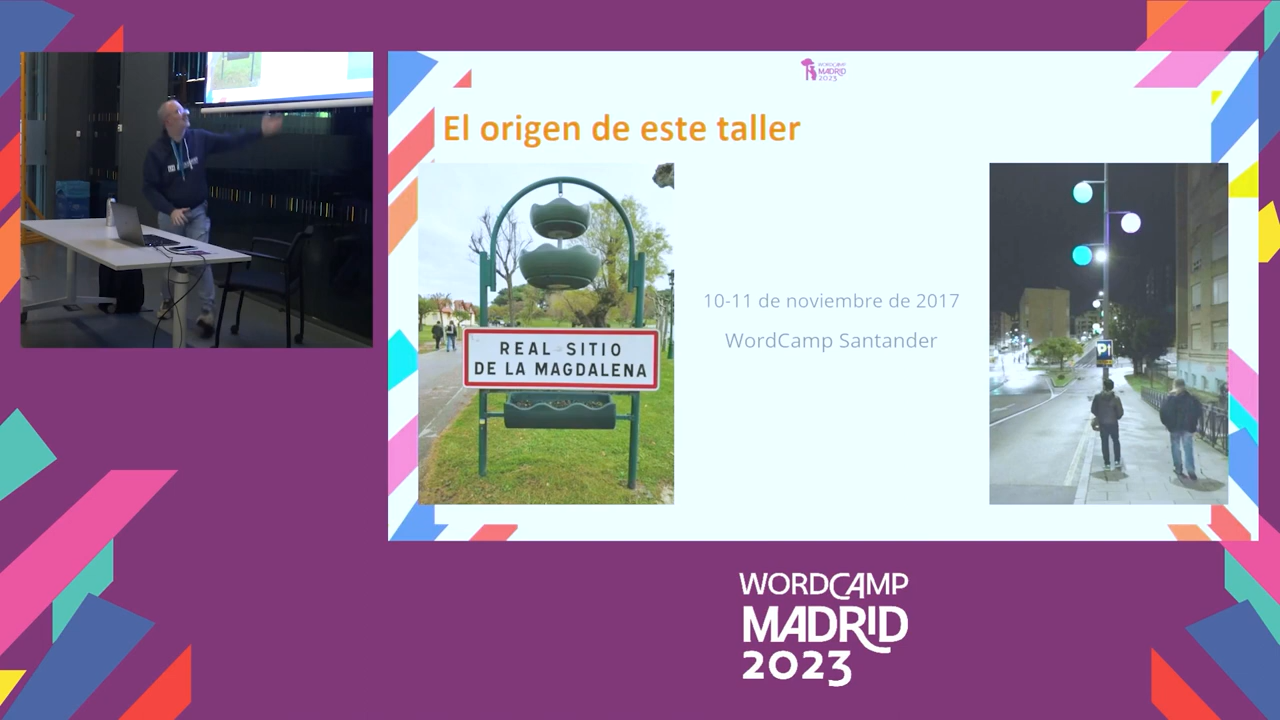 WORDCAMP
MADRID
2023
El origen de este taller
REAL SITIO
DE LA MAGDALENA
10-11 de noviembre de 2017
WordCamp Santander
WORDCAMP
MADRID
2023